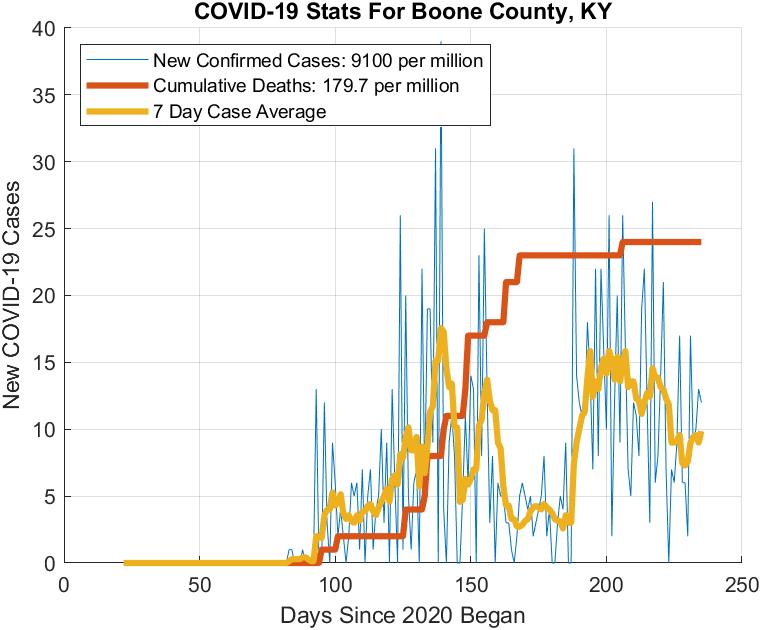 COVID-19 Stats For Boone County, KY
New Confirmed Cases: 9100 per million
Cumulative Deaths: 179.7 per million
7 Day Case Average
New COVID-19 Cases
40
35
30
25
20
15
10
5
0
0 50 100 150 200 250
Days Since 2020 Began